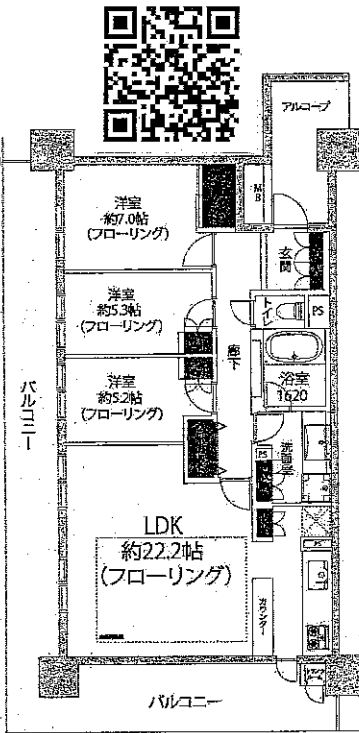 アルコーブ
MB
洋室
約7.0帖
(フローリング)
玄関
トイレ
PS
洋室
約5.3帖
(フローリング)
廊下
浴室
1620
洋室
約5.2帖
(フローリング)
バルコニー
洗面室
PS
LDK
約22.2帖
(フローリング)
PS
カウンター
バルコニー